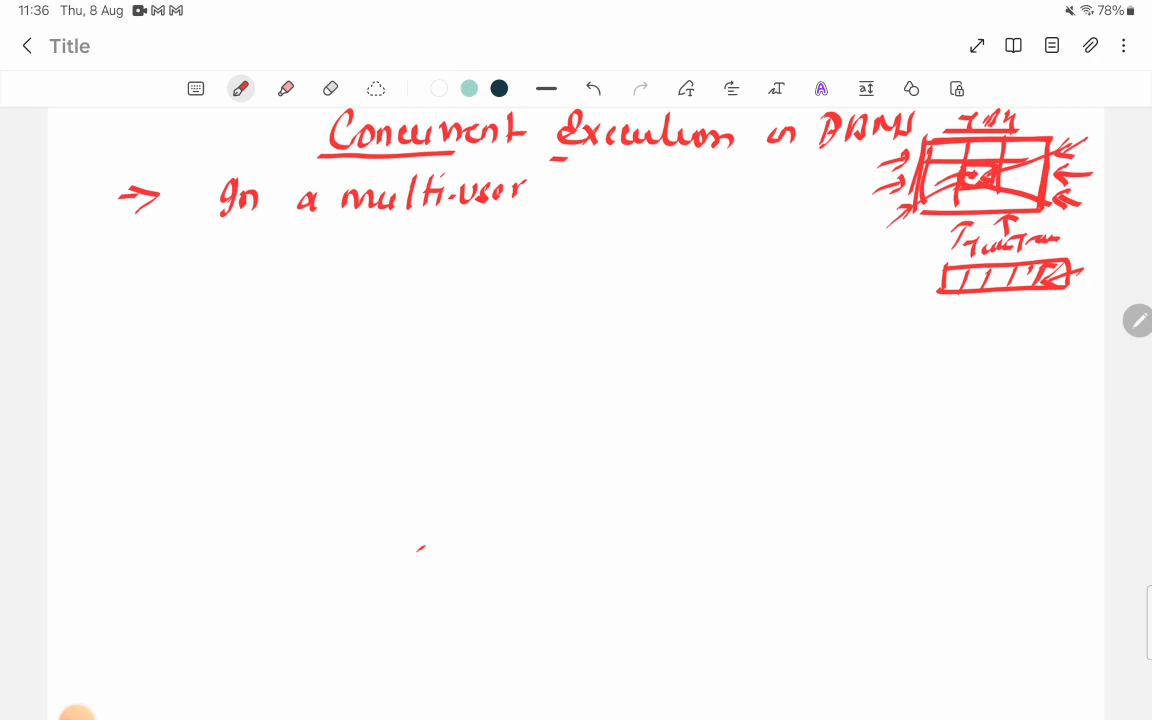 11:36 Thu, 8 Aug
78%
Title
Concurrent Execution in DBMS
⇒ In a multi-user